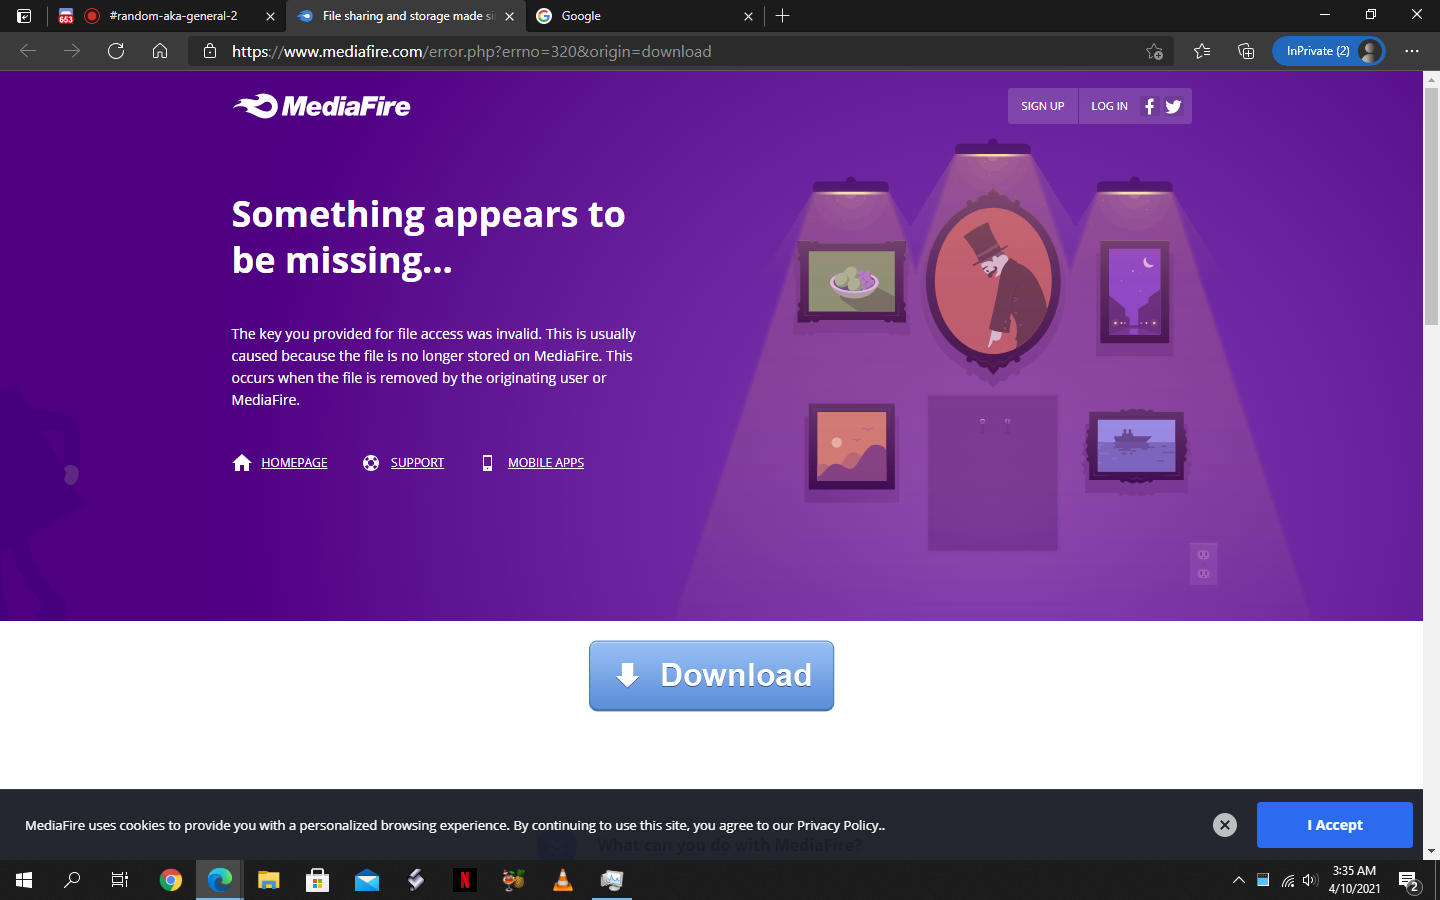 653
#random-aka-general-2
File sharing and storage made si
Google
https://www.mediafire.com/error.php?errno=320&origin=download
InPrivate (2)
MediaFire
SIGN UP
LOG IN
Something appears to
be missing...
The key you provided for file access was invalid. This is usually
caused because the file is no longer stored on MediaFire. This
occurs when the file is removed by the originating user or
MediaFire.
HOMEPAGE
SUPPORT
MOBILE APPS
Download
MediaFire uses cookies to provide you with a personalized browsing experience. By continuing to use this site, you agree to our Privacy Policy..
I Accept
What can you do with MediaFire?
3:35 AM
4/10/2021
2